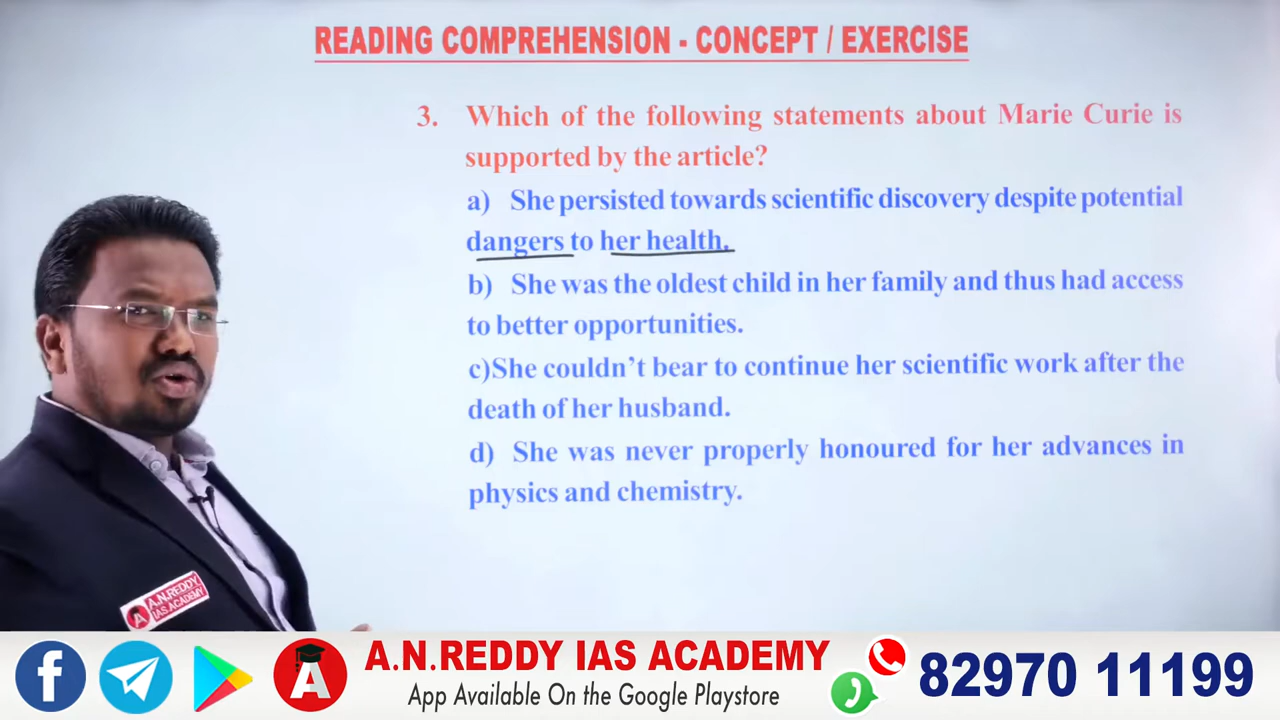 READING COMPREHENSION - CONCEPT / EXERCISE
3. Which of the following statements about Marie Curie is
supported by the article?
a) She persisted towards scientific discovery despite potential
dangers to her health.
b) She was the oldest child in her family and thus had access
to better opportunities.
c)She couldn't bear to continue her scientific work after the
death of her husband.
d) She was never properly honoured for her advances in
physics and chemistry.
A.N.REDDY
IAS ACADEMY
A.N.REDDY IAS ACADEMY
App Available On the Google Playstore
82970 11199